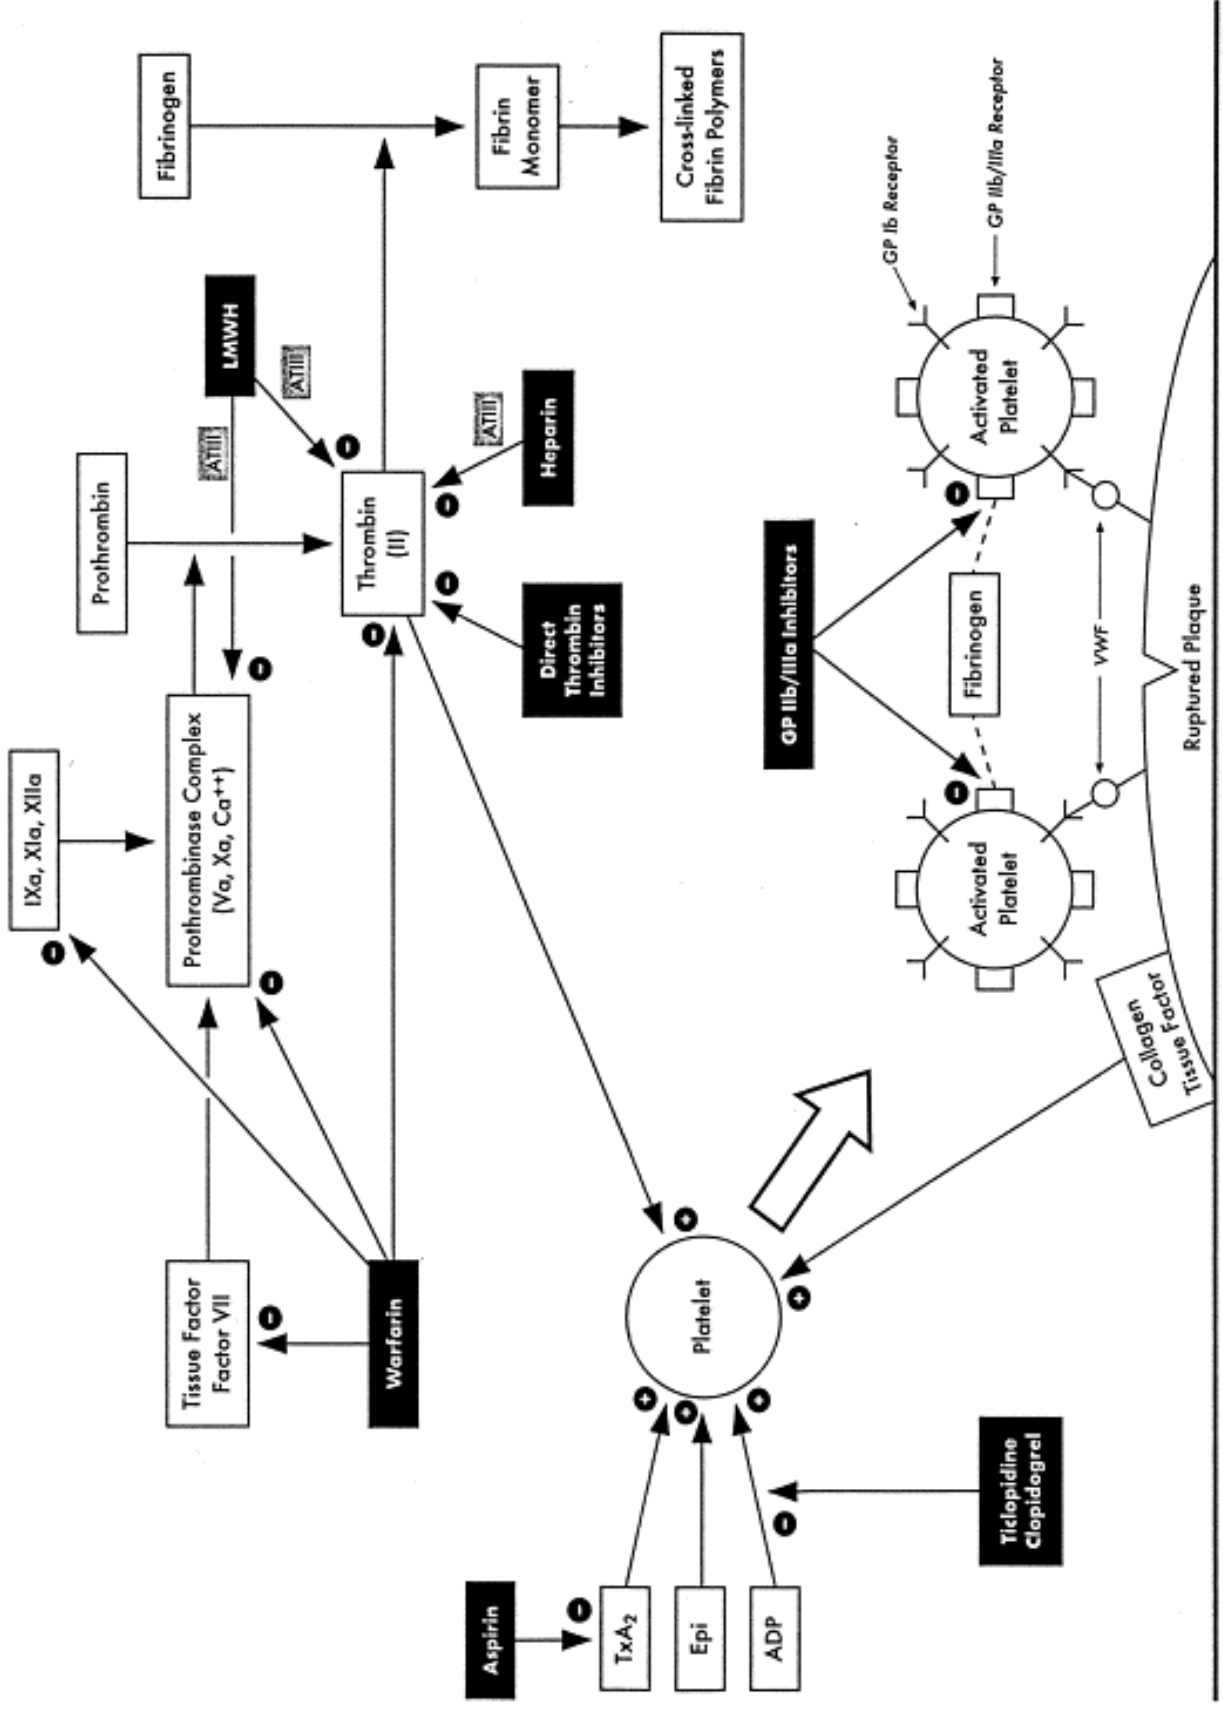 IXa, XIa, XIIa
Prothrombin
Fibrinogen
Tissue Factor
Factor VII
Prothrombinase Complex
(Va, Xa, Ca++)
ATIII
LMWH
ATIII
Warfarin
Thrombin
(II)
Aspirin
Direct
Thrombin
Inhibitors
Heparin
ATIII
Fibrin
Monomer
TxA2
Epi
ADP
Platelet
Cross-linked
Fibrin Polymers
GP IIb/IIIa Inhibitors
Ticlopidine
Clopidogrel
Activated
Platelet
Fibrinogen
Activated
Platelet
GP Ib Receptor
GP IIb/IIIa Receptor
VWF
Collagen
Tissue Factor
Ruptured Plaque